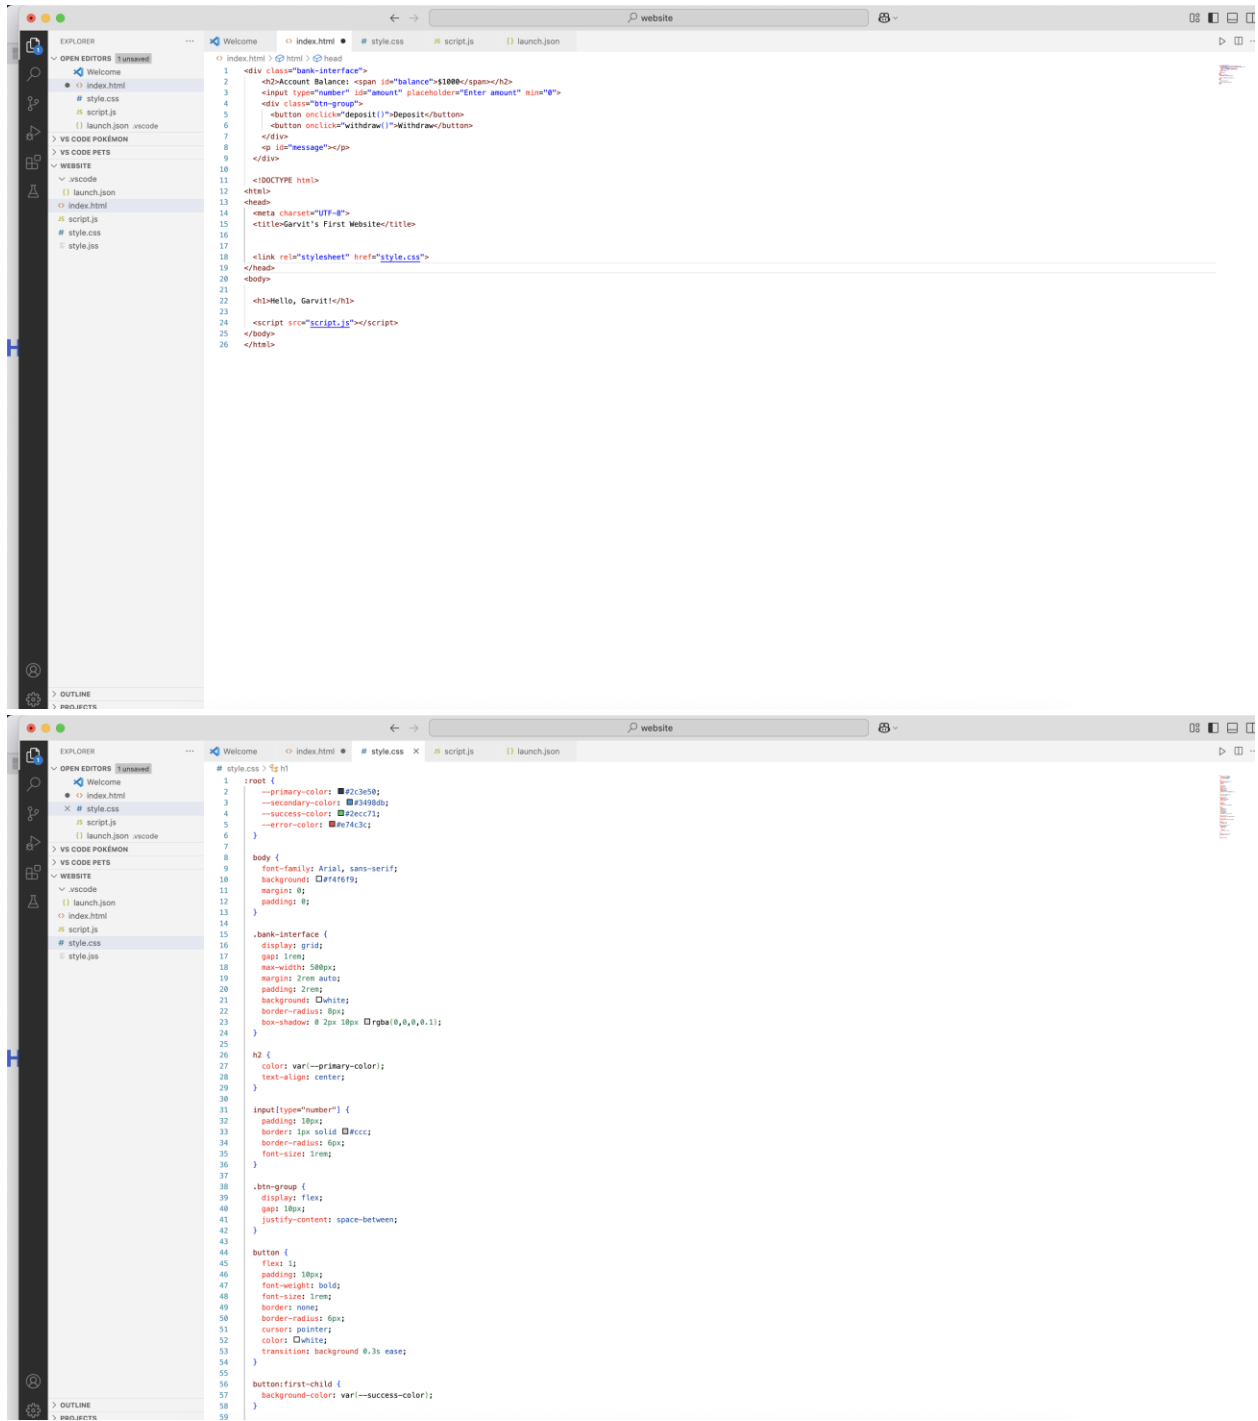 website
EXPLORER ...
Welcome index.html style.css script.js launch.json
OPEN EDITORS 1 unsaved
index.html > html > head
Welcome
index.html
# style.css
JS script.js
{} launch.json .vscode
VS CODE POKÉMON
VS CODE PETS
WEBSITE
.vscode
{} launch.json
index.html
JS script.js
# style.css
style.jss
1 <div class="bank-interface">
2 <h2>Account Balance: <span id="balance">$1000</span></h2>
3 <input type="number" id="amount" placeholder="Enter amount" min="0">
4 <div class="btn-group">
5 <button onclick="deposit()">Deposit</button>
6 <button onclick="withdraw()">Withdraw</button>
7 </div>
8 <p id="message"></p>
9 </div>
10
11 <!DOCTYPE html>
12 <html>
13 <head>
14 <meta charset="UTF-8">
15 <title>Garvit's First Website</title>
16
17
18 <link rel="stylesheet" href="style.css">
19 </head>
20 <body>
21
22 <h1>Hello, Garvit!</h1>
23
24 <script src="script.js"></script>
25 </body>
26 </html>
H
OUTLINE
PROJECTS
website
EXPLORER ...
Welcome index.html # style.css JS script.js {} launch.json
OPEN EDITORS 1 unsaved
# style.css > h1
Welcome
index.html
# style.css
JS script.js
{} launch.json .vscode
VS CODE POKÉMON
VS CODE PETS
WEBSITE
.vscode
{} launch.json
index.html
JS script.js
# style.css
style.jss
1 :root {
2 --primary-color: #2c3e50;
3 --secondary-color: #3498db;
4 --success-color: #2ecc71;
5 --error-color: #e74c3c;
6 }
7
8 body {
9 font-family: Arial, sans-serif;
10 background: #f4f6f9;
11 margin: 0;
12 padding: 0;
13 }
14
15 .bank-interface {
16 display: grid;
17 gap: 1rem;
18 max-width: 500px;
19 margin: 2rem auto;
20 padding: 2rem;
21 background: white;
22 border-radius: 8px;
23 box-shadow: 0 2px 10px rgba(0,0,0,0.1);
24 }
25
26 h2 {
27 color: var(--primary-color);
28 text-align: center;
29 }
30
31 input[type="number"] {
32 padding: 10px;
33 border: 1px solid #ccc;
34 border-radius: 6px;
35 font-size: 1rem;
36 }
37
38 .btn-group {
39 display: flex;
40 gap: 10px;
41 justify-content: space-between;
42 }
43
44 button {
45 flex: 1;
46 padding: 10px;
47 font-weight: bold;
48 font-size: 1rem;
49 border: none;
50 border-radius: 6px;
51 cursor: pointer;
52 color: white;
53 transition: background 0.3s ease;
54 }
55
56 button:first-child {
57 background-color: var(--success-color);
58 }
59
H
OUTLINE
PROJECTS